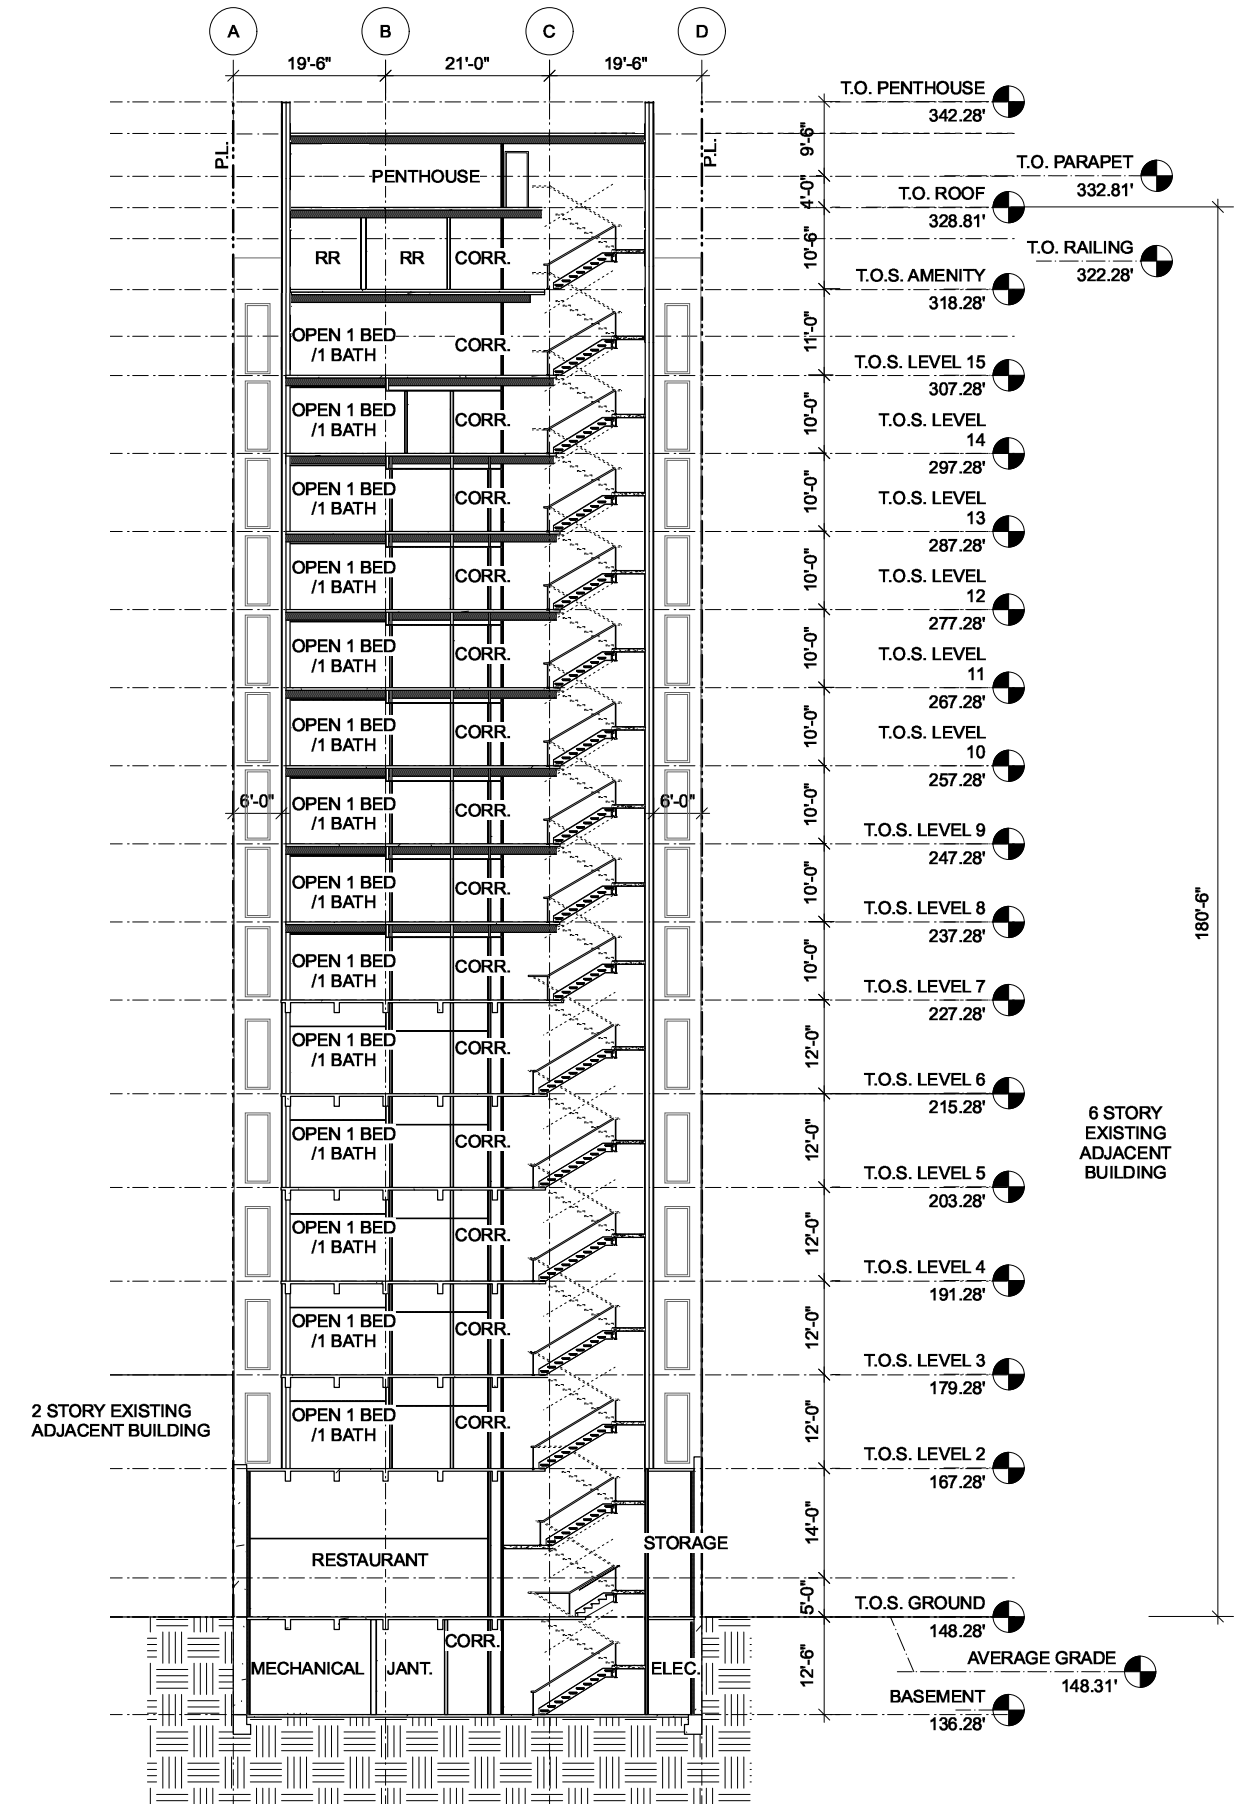 A B C D
19'-6" 21'-0" 19'-6"
P.L. P.L.
T.O. PENTHOUSE
342.28'
9'-6"
T.O. PARAPET
332.81'
PENTHOUSE
4'-0"
T.O. ROOF
328.81'
RR RR CORR.
10'-6"
T.O. RAILING
322.28'
T.O.S. AMENITY
318.28'
OPEN 1 BED
/1 BATH
CORR.
11'-0"
T.O.S. LEVEL 15
307.28'
OPEN 1 BED
/1 BATH
CORR.
10'-0"
T.O.S. LEVEL
14
297.28'
OPEN 1 BED
/1 BATH
CORR.
10'-0"
T.O.S. LEVEL
13
287.28'
OPEN 1 BED
/1 BATH
CORR.
10'-0"
T.O.S. LEVEL
12
277.28'
OPEN 1 BED
/1 BATH
CORR.
10'-0"
T.O.S. LEVEL
11
267.28'
OPEN 1 BED
/1 BATH
CORR.
10'-0"
T.O.S. LEVEL
10
257.28'
6'-0" 6'-0"
OPEN 1 BED
/1 BATH
CORR.
10'-0"
T.O.S. LEVEL 9
247.28'
OPEN 1 BED
/1 BATH
CORR.
10'-0"
T.O.S. LEVEL 8
237.28'
180'-6"
OPEN 1 BED
/1 BATH
CORR.
10'-0"
T.O.S. LEVEL 7
227.28'
OPEN 1 BED
/1 BATH
CORR.
12'-0"
T.O.S. LEVEL 6
215.28'
6 STORY
EXISTING
ADJACENT
BUILDING
OPEN 1 BED
/1 BATH
CORR.
12'-0"
T.O.S. LEVEL 5
203.28'
OPEN 1 BED
/1 BATH
CORR.
12'-0"
T.O.S. LEVEL 4
191.28'
OPEN 1 BED
/1 BATH
CORR.
12'-0"
T.O.S. LEVEL 3
179.28'
2 STORY EXISTING
ADJACENT BUILDING
OPEN 1 BED
/1 BATH
CORR.
12'-0"
T.O.S. LEVEL 2
167.28'
14'-0"
STORAGE
RESTAURANT
5'-0"
T.O.S. GROUND
148.28'
CORR.
MECHANICAL JANT. ELEC.
12'-6"
AVERAGE GRADE
148.31'
BASEMENT
136.28'